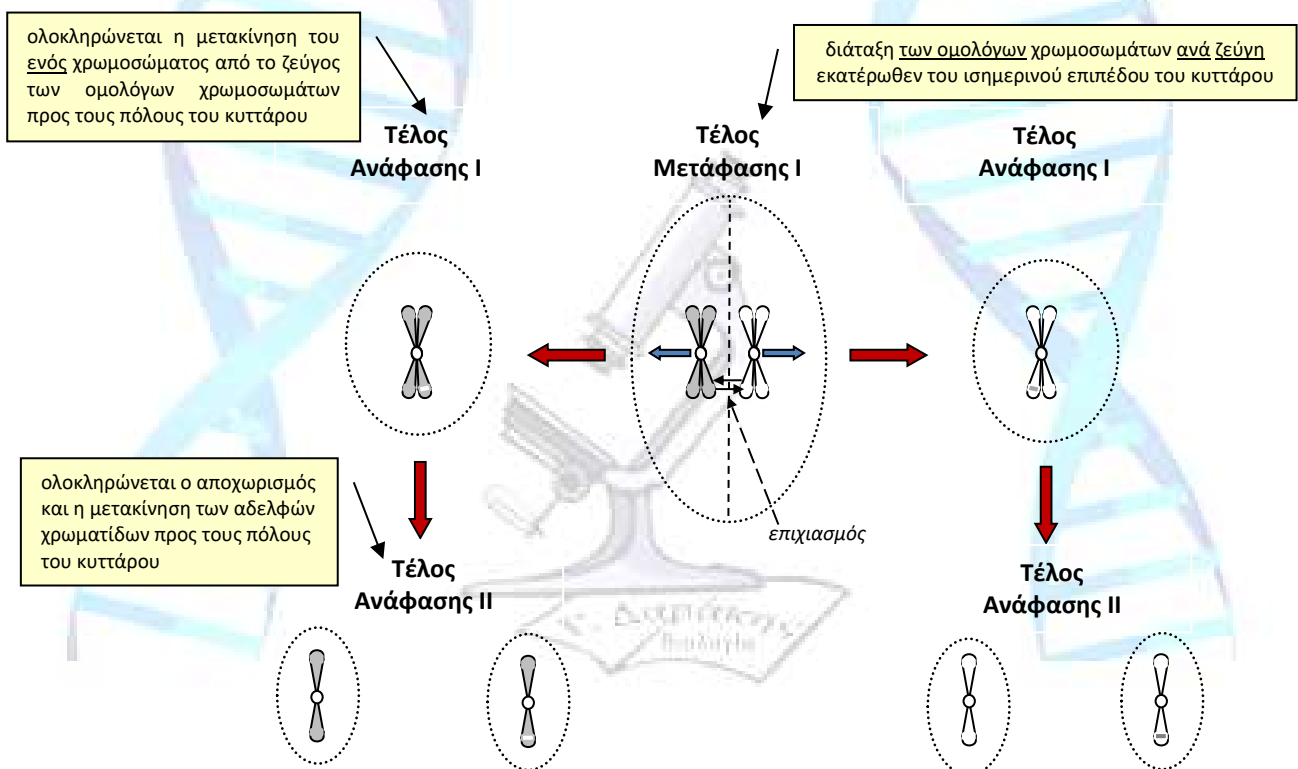 ολοκληρώνεται η μετακίνηση του
ενός χρωμοσώματος από το ζεύγος
των ομολόγων χρωμοσωμάτων
προς τους πόλους του κυττάρου
διάταξη των ομολόγων χρωμοσωμάτων ανά ζεύγη
εκατέρωθεν του ισημερινού επιπέδου του κυττάρου
Τέλος
Ανάφασης Ι
Τέλος
Μετάφασης Ι
Τέλος
Ανάφασης Ι
επιχιασμός
ολοκληρώνεται ο αποχωρισμός
και η μετακίνηση των αδελφών
χρωματίδων προς τους πόλους
του κυττάρου
Τέλος
Ανάφασης ΙΙ
Τέλος
Ανάφασης ΙΙ
Βιολογία